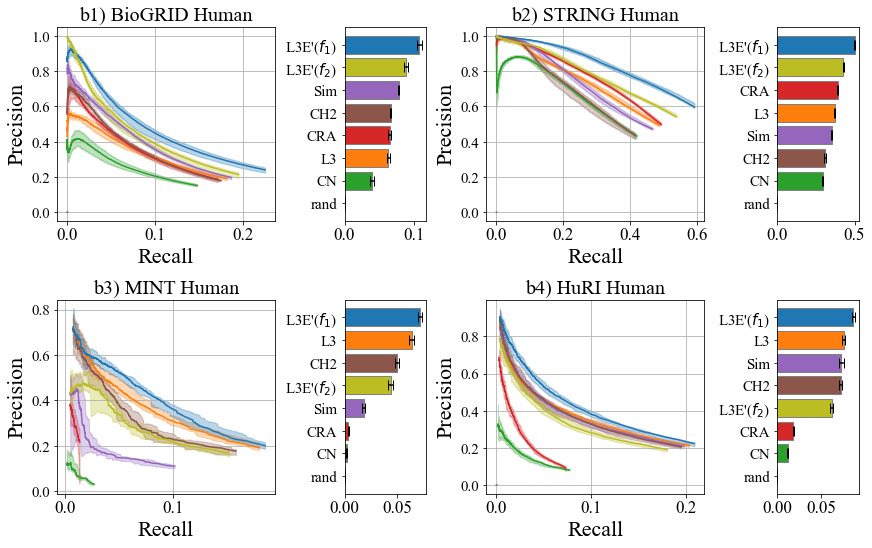 b1) BioGRID Human
Precision
1.0
0.8
0.6
0.4
0.2
0.0
0.0 0.1 0.2
Recall
L3E'(f1)
L3E'(f2)
Sim
CH2
CRA
L3
CN
rand
0.0 0.1
b2) STRING Human
Precision
1.0
0.8
0.6
0.4
0.2
0.0
0.0 0.2 0.4 0.6
Recall
L3E'(f1)
L3E'(f2)
CRA
L3
Sim
CH2
CN
rand
0.0 0.5
b3) MINT Human
Precision
0.8
0.6
0.4
0.2
0.0
0.0 0.1
Recall
L3E'(f1)
L3
CH2
L3E'(f2)
Sim
CRA
CN
rand
0.00 0.05
b4) HuRI Human
Precision
1.0
0.8
0.6
0.4
0.2
0.0
0.0 0.1 0.2
Recall
L3E'(f1)
L3
Sim
CH2
L3E'(f2)
CRA
CN
rand
0.00 0.05